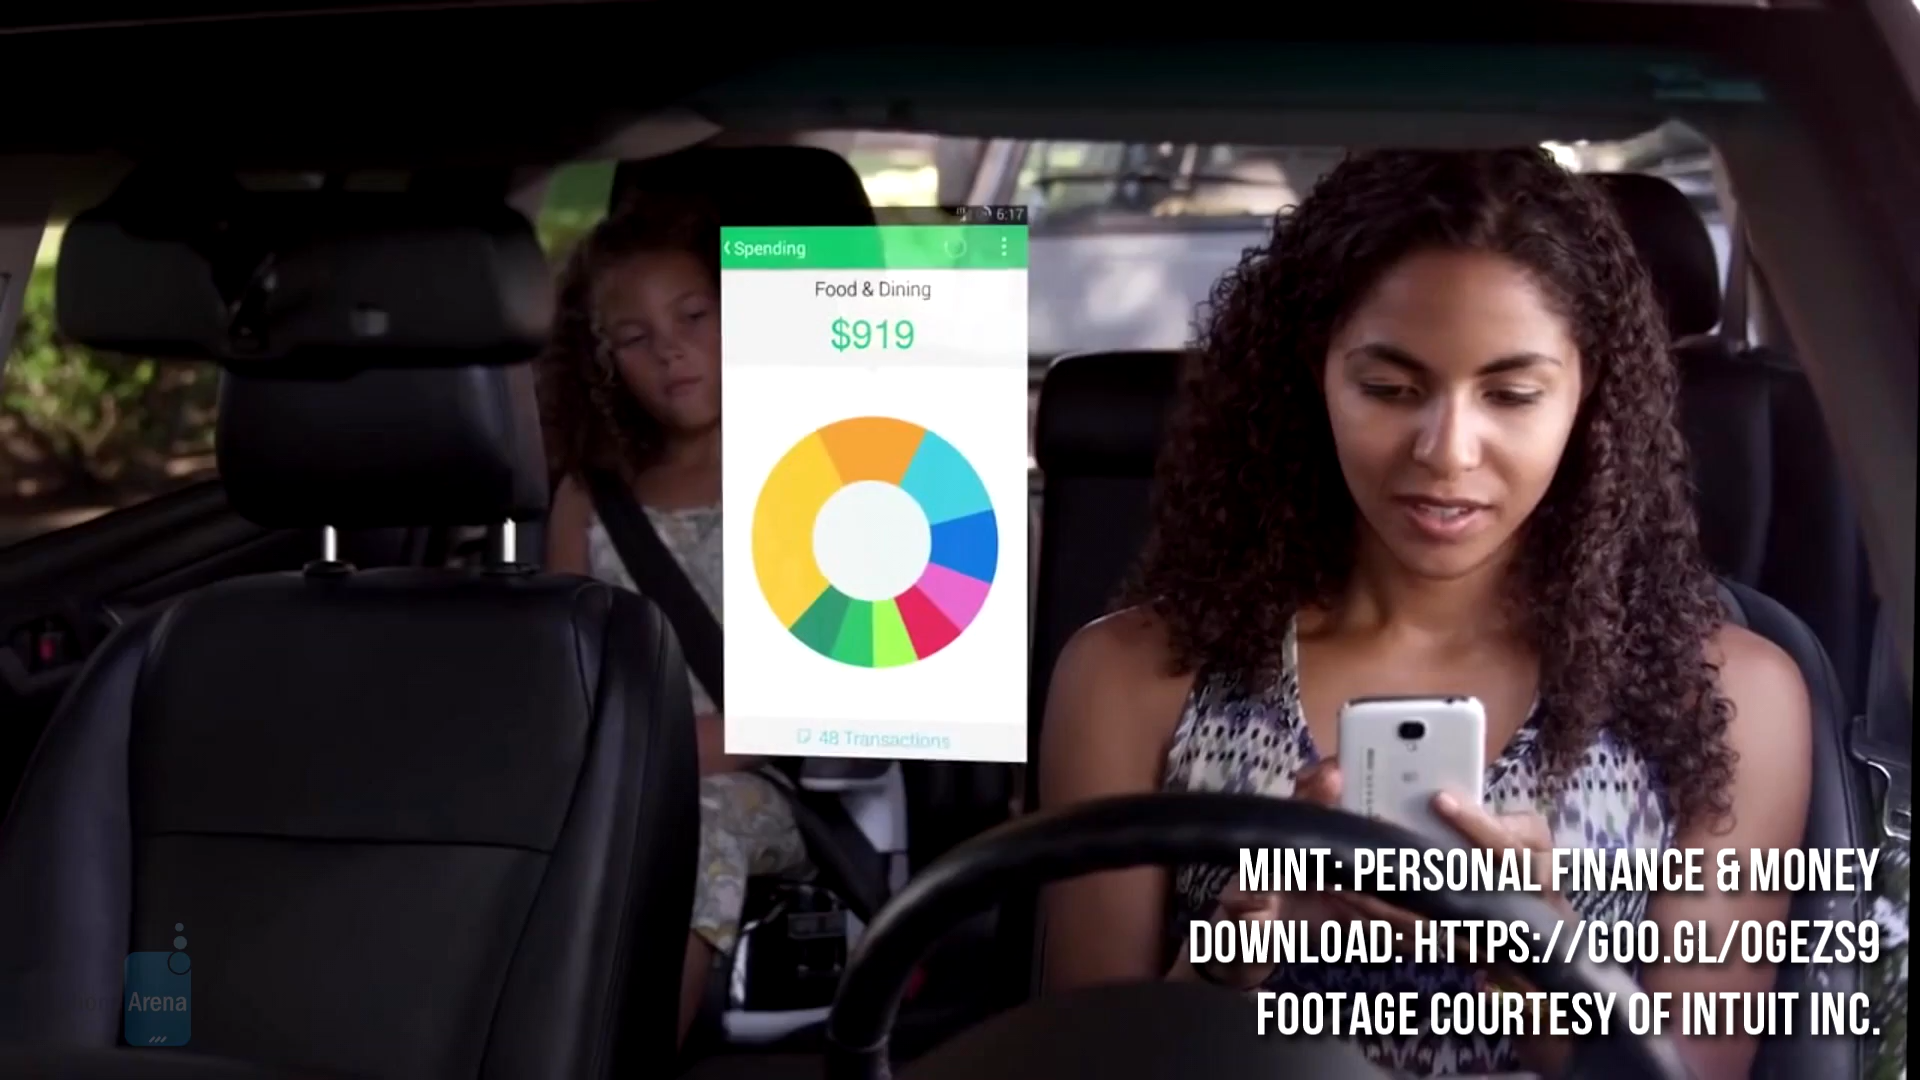 6:17
Spending
Food & Dining
$919
48 Transactions
MINT: PERSONAL FINANCE & MONEY
DOWNLOAD: HTTPS://GOO.GL/OGEZS9
FOOTAGE COURTESY OF INTUIT INC.
Arena